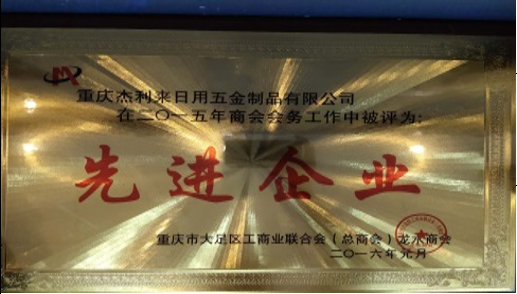 重庆杰利来日用五金制品有限公司
在二〇一五年商会会务工作中被评为:
先进企业
重庆市大足区工商业联合会(总商会)龙水商会
二〇一六年元月